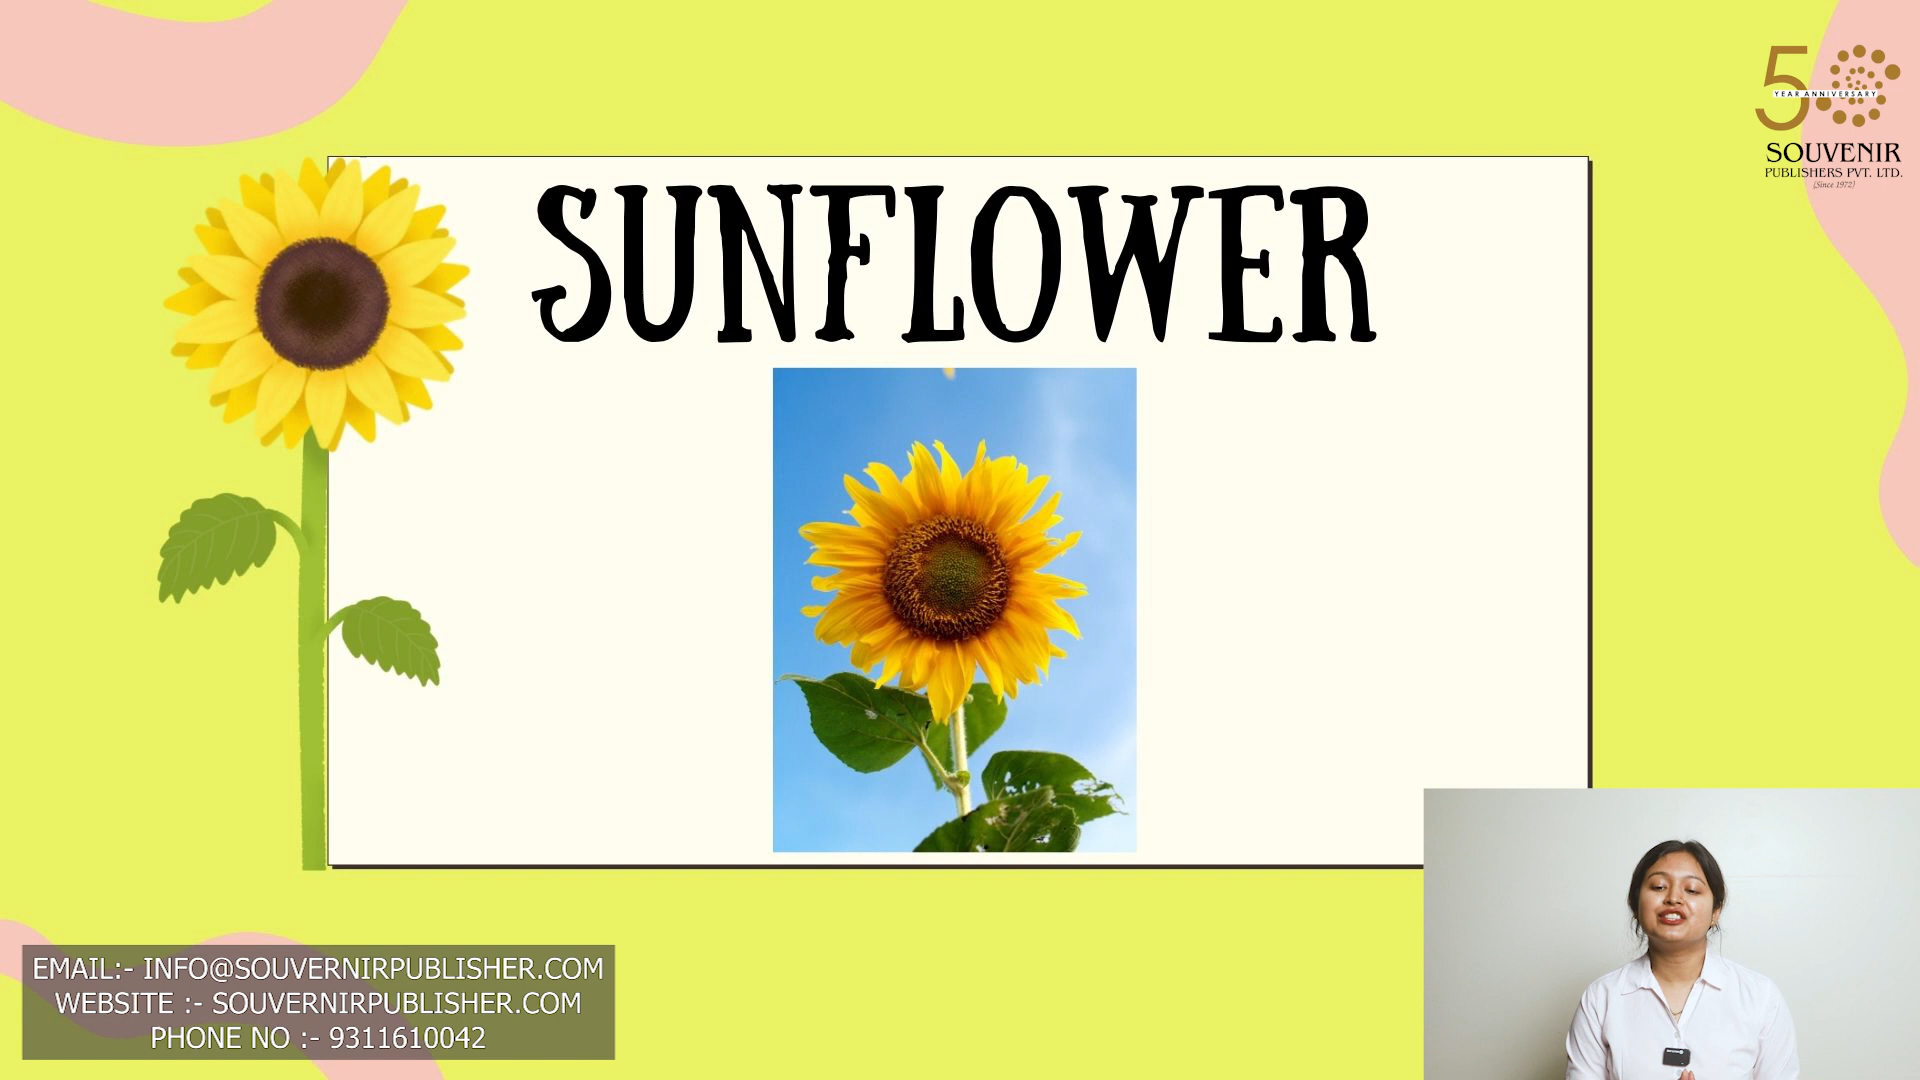 50
YEAR ANNIVERSARY
SOUVENIR
PUBLISHERS PVT. LTD.
(Since 1972)
SUNFLOWER
EMAIL:- INFO@SOUVERNIRPUBLISHER.COM
WEBSITE :- SOUVERNIRPUBLISHER.COM
PHONE NO :- 9311610042